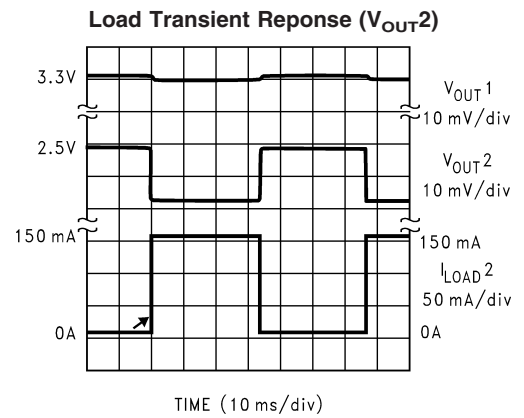 Load Transient Reponse (VOUT2)
3.3V
VOUT1
10 mV/div
2.5V
VOUT2
10 mV/div
150 mA
150 mA
ILOAD2
50 mA/div
0A
0A
TIME (10 ms/div)